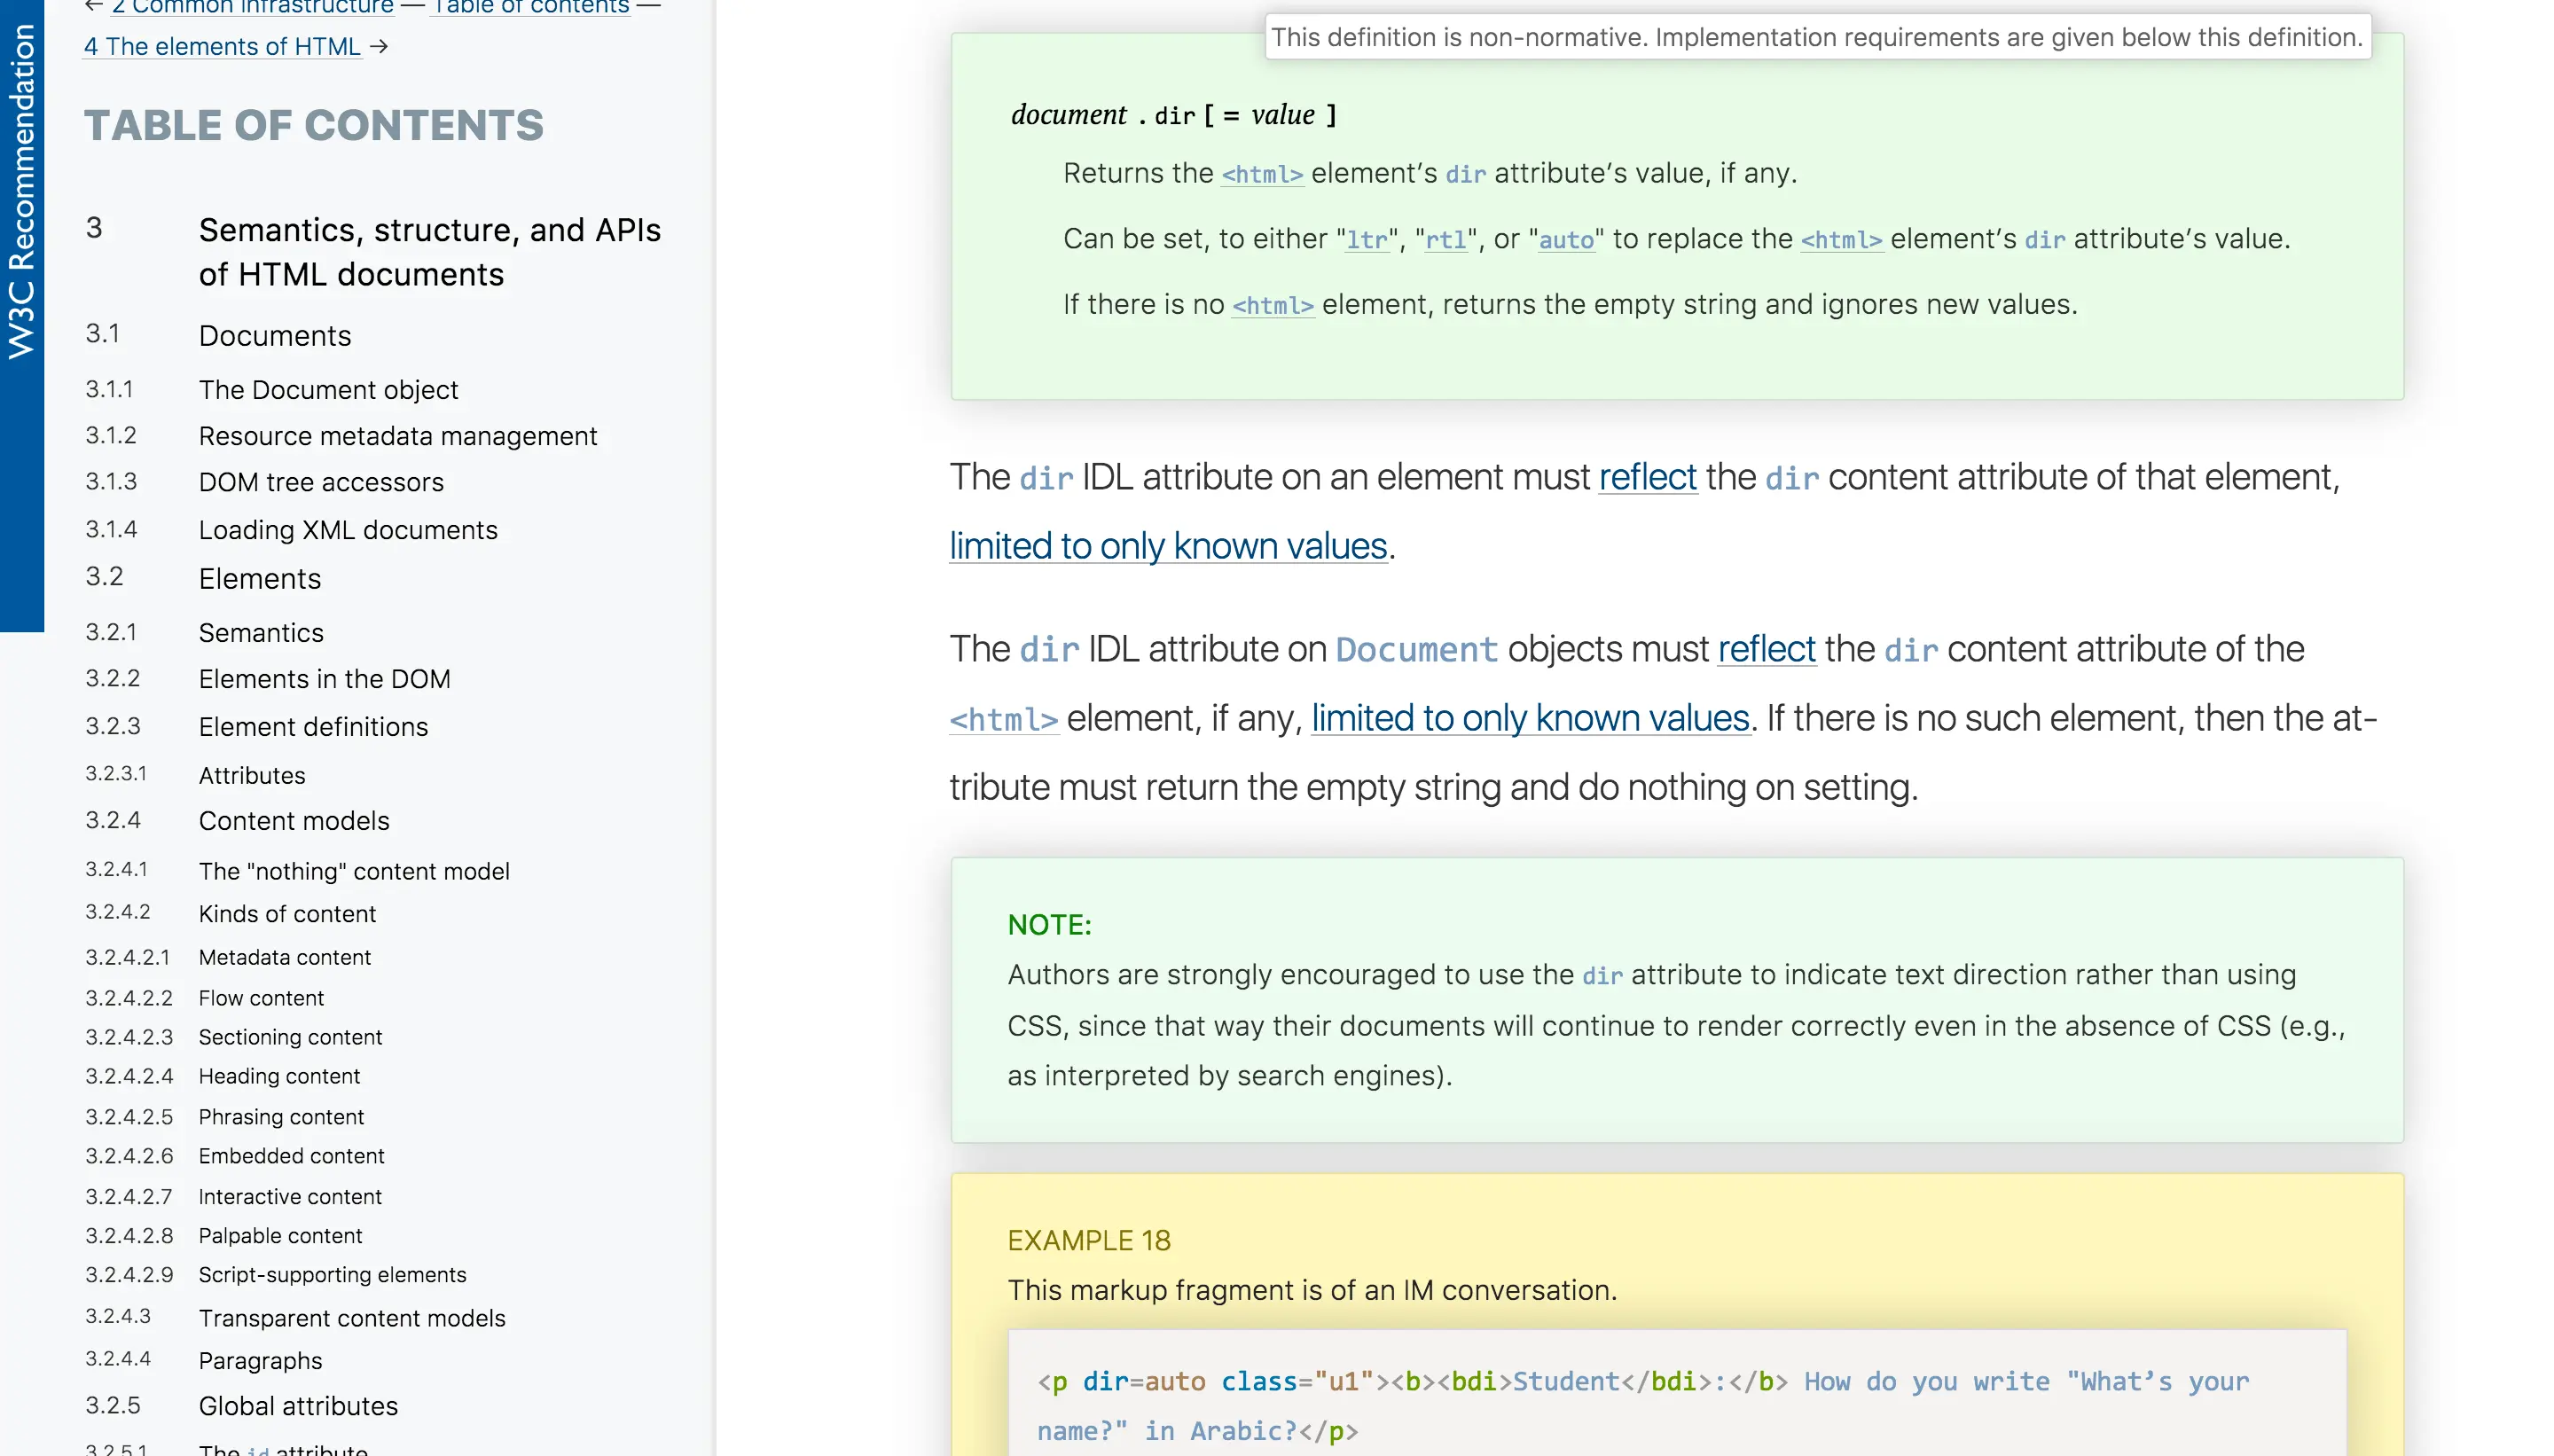 W3C Recommendation
← 2 Common infrastructure — Table of contents —
4 The elements of HTML →
TABLE OF CONTENTS
3 Semantics, structure, and APIs
of HTML documents
3.1 Documents
3.1.1 The Document object
3.1.2 Resource metadata management
3.1.3 DOM tree accessors
3.1.4 Loading XML documents
3.2 Elements
3.2.1 Semantics
3.2.2 Elements in the DOM
3.2.3 Element definitions
3.2.3.1 Attributes
3.2.4 Content models
3.2.4.1 The "nothing" content model
3.2.4.2 Kinds of content
3.2.4.2.1 Metadata content
3.2.4.2.2 Flow content
3.2.4.2.3 Sectioning content
3.2.4.2.4 Heading content
3.2.4.2.5 Phrasing content
3.2.4.2.6 Embedded content
3.2.4.2.7 Interactive content
3.2.4.2.8 Palpable content
3.2.4.2.9 Script-supporting elements
3.2.4.3 Transparent content models
3.2.4.4 Paragraphs
3.2.5 Global attributes
3.2.5.1 The id attribute
This definition is non-normative. Implementation requirements are given below this definition.
document . dir [ = value ]
Returns the <html> element’s dir attribute’s value, if any.
Can be set, to either "ltr", "rtl", or "auto" to replace the <html> element’s dir attribute’s value.
If there is no <html> element, returns the empty string and ignores new values.
The dir IDL attribute on an element must reflect the dir content attribute of that element,
limited to only known values.
The dir IDL attribute on Document objects must reflect the dir content attribute of the
<html> element, if any, limited to only known values. If there is no such element, then the at-
tribute must return the empty string and do nothing on setting.
NOTE:
Authors are strongly encouraged to use the dir attribute to indicate text direction rather than using
CSS, since that way their documents will continue to render correctly even in the absence of CSS (e.g.,
as interpreted by search engines).
EXAMPLE 18
This markup fragment is of an IM conversation.
<p dir=auto class="u1"><b><bdi>Student</bdi>:</b> How do you write "What’s your
name?" in Arabic?</p>